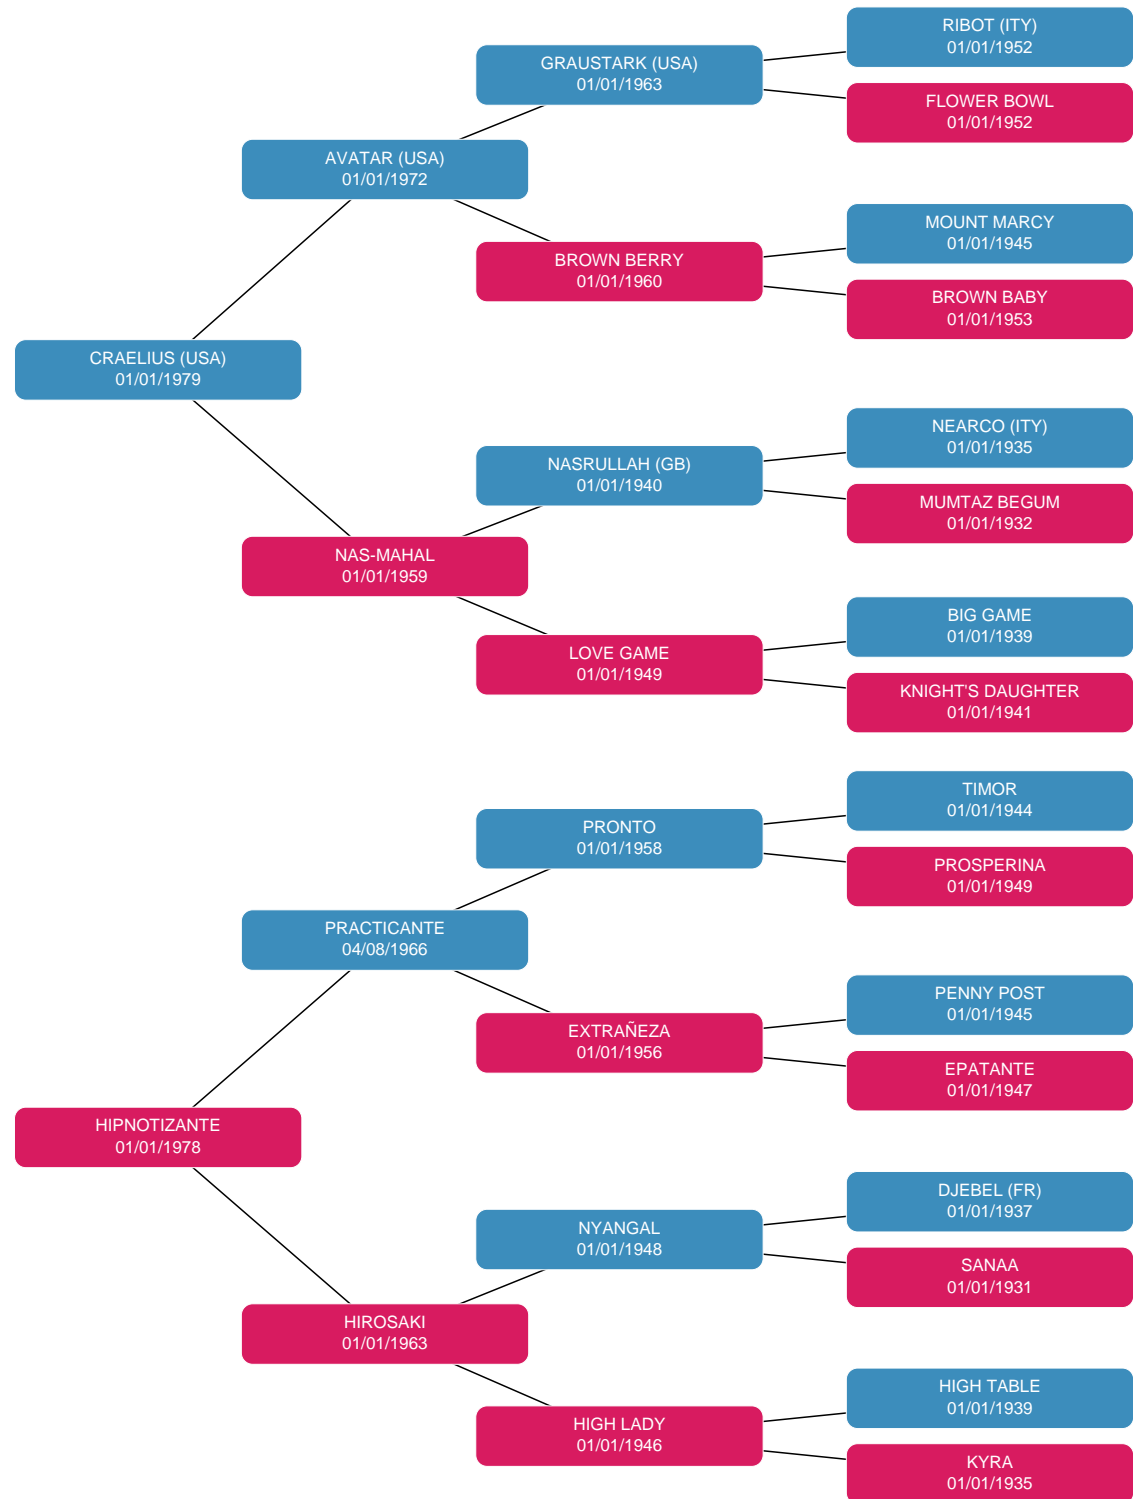 RIBOT (ITY)
01/01/1952
GRAUSTARK (USA)
01/01/1963
FLOWER BOWL
01/01/1952
AVATAR (USA)
01/01/1972
MOUNT MARCY
01/01/1945
BROWN BERRY
01/01/1960
BROWN BABY
01/01/1953
CRAELIUS (USA)
01/01/1979
NEARCO (ITY)
01/01/1935
NASRULLAH (GB)
01/01/1940
MUMTAZ BEGUM
01/01/1932
NAS-MAHAL
01/01/1959
BIG GAME
01/01/1939
LOVE GAME
01/01/1949
KNIGHT'S DAUGHTER
01/01/1941
TIMOR
01/01/1944
PRONTO
01/01/1958
PROSPERINA
01/01/1949
PRACTICANTE
04/08/1966
PENNY POST
01/01/1945
EXTRAÑEZA
01/01/1956
EPATANTE
01/01/1947
HIPNOTIZANTE
01/01/1978
DJEBEL (FR)
01/01/1937
NYANGAL
01/01/1948
SANAA
01/01/1931
HIROSAKI
01/01/1963
HIGH TABLE
01/01/1939
HIGH LADY
01/01/1946
KYRA
01/01/1935